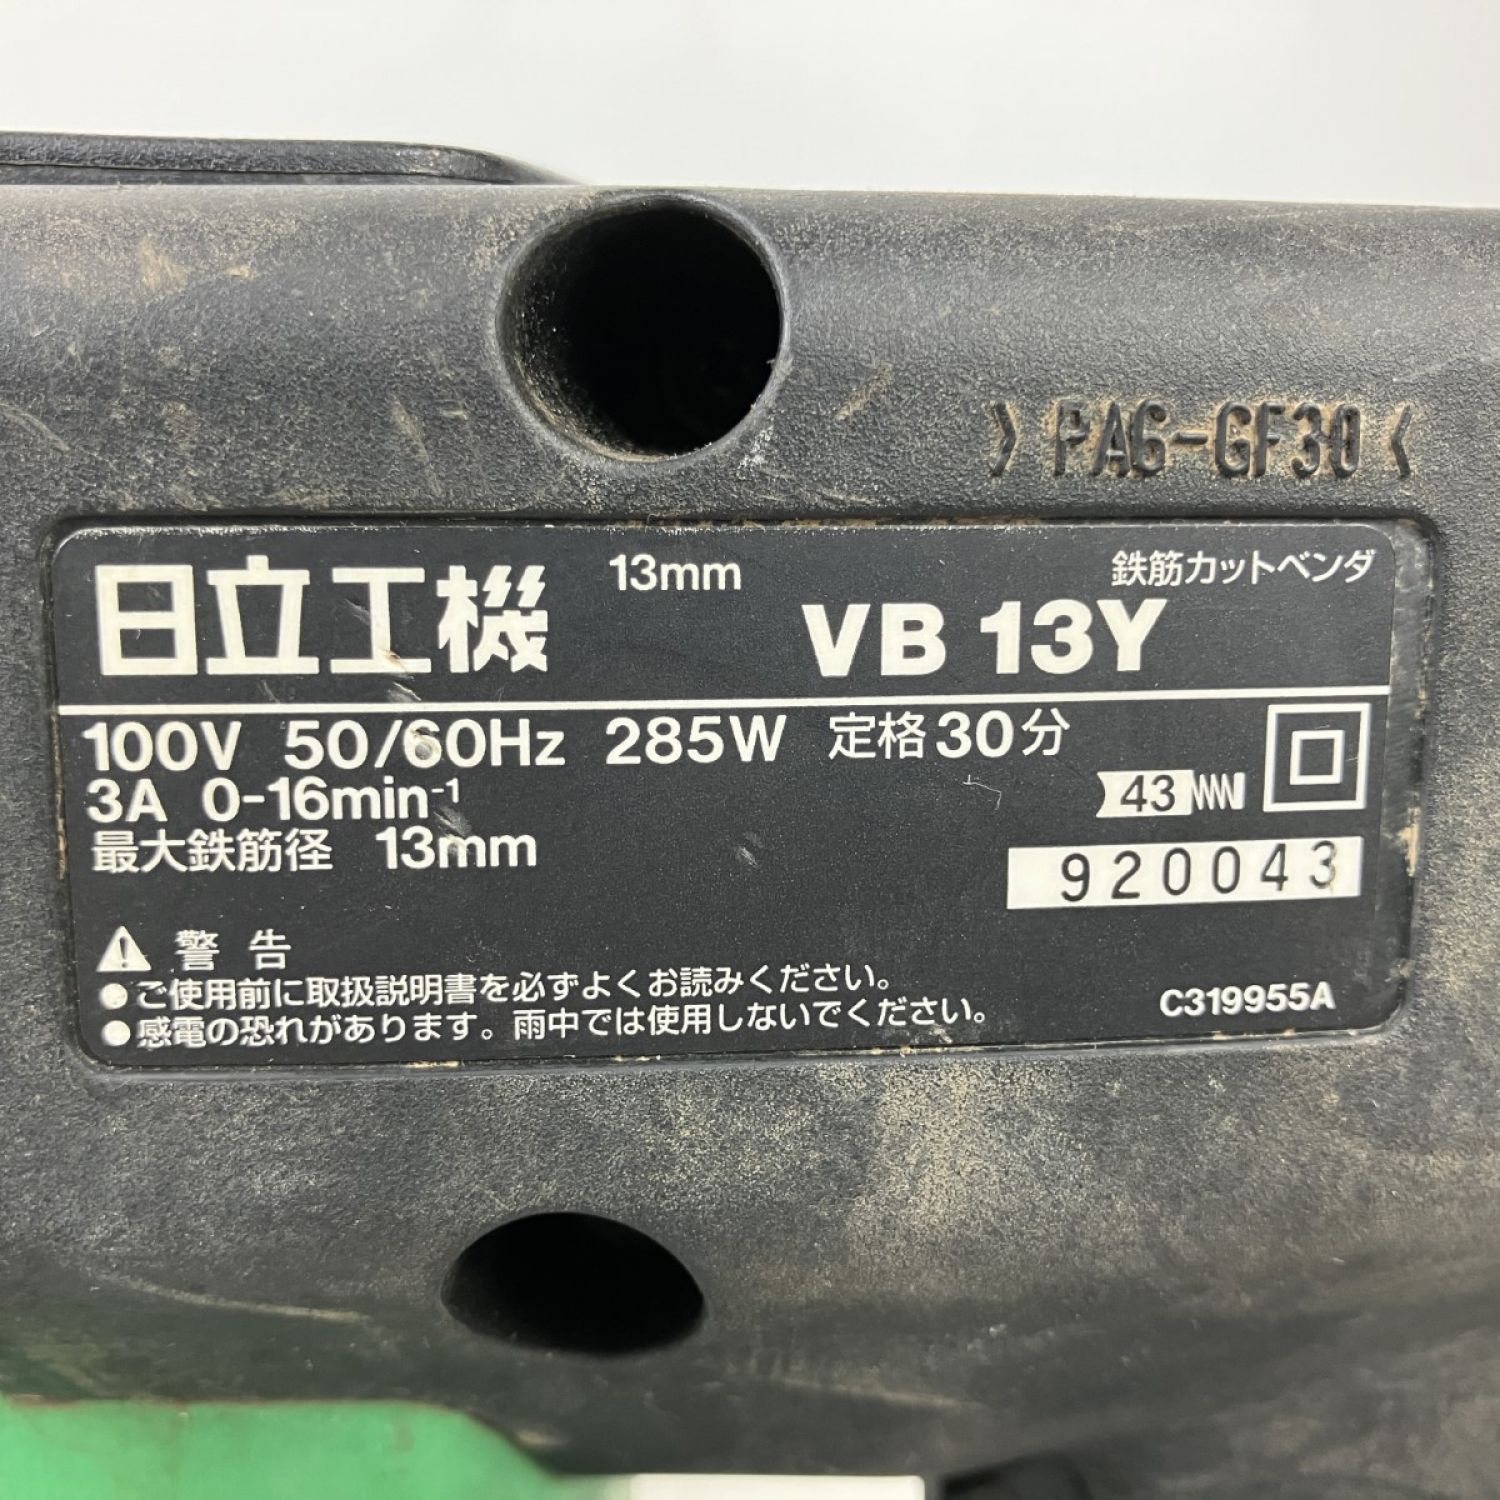 >PA6-GF30<
日立工機 13mm 鉄筋カットベンダ
VB 13Y
100V 50/60Hz 285W 定格30分
3A 0-16min⁻¹
43
最大鉄筋径 13mm
920043
警告
●ご使用前に取扱説明書を必ずよくお読みください。
●感電の恐れがあります。雨中では使用しないでください。
C319955A